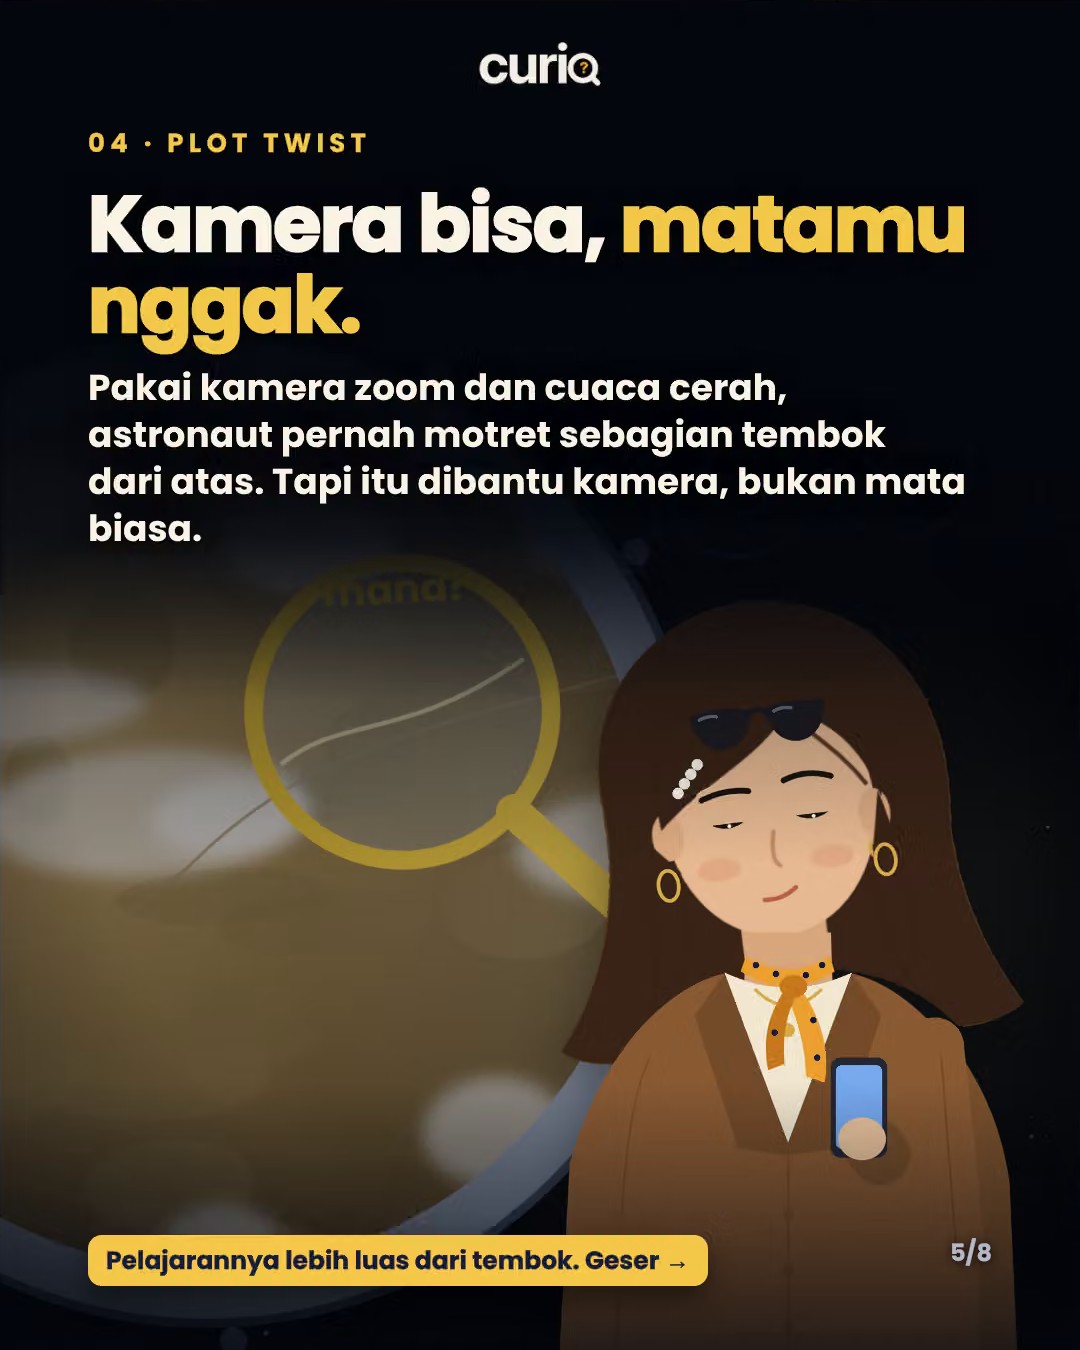 curiq
04 · PLOT TWIST
Kamera bisa, matamu
nggak.
Pakai kamera zoom dan cuaca cerah,
astronaut pernah motret sebagian tembok
dari atas. Tapi itu dibantu kamera, bukan mata
biasa.
Pelajarannya lebih luas dari tembok. Geser →
5/8